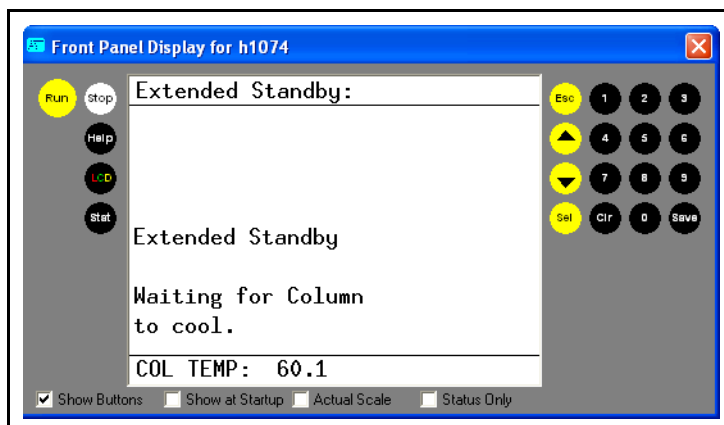 Front Panel Display for h1074
Run Stop
Help
LCD
Stat
Extended Standby:
Extended Standby
Waiting for Column
to cool.
COL TEMP: 60.1
Esc 1 2 3
4 5 6
7 8 9
Sel Clr 0 Save
Show Buttons Show at Startup Actual Scale Status Only